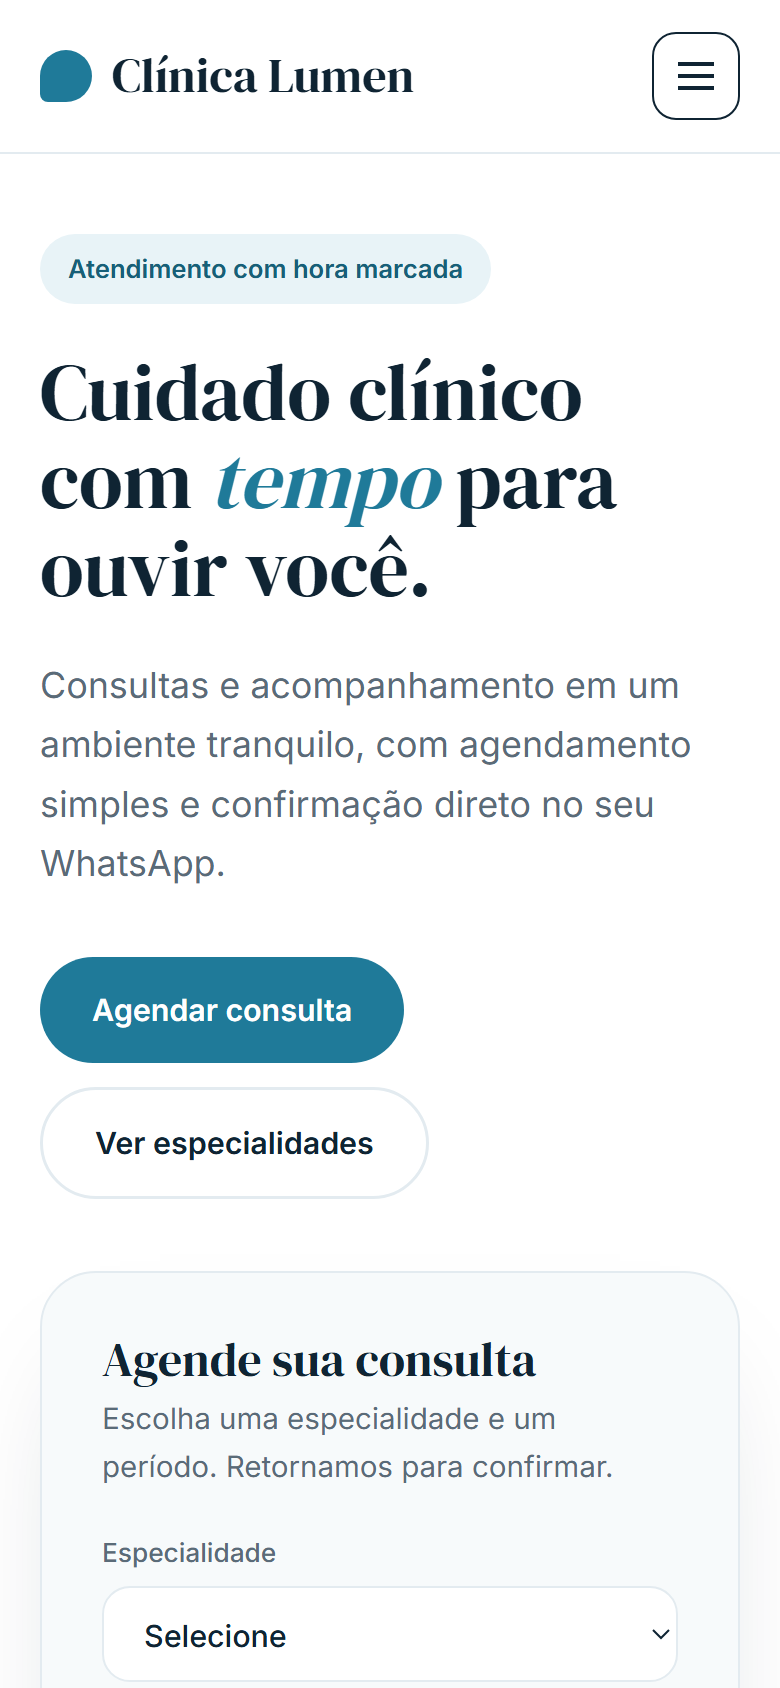 Clínica Lumen
Atendimento com hora marcada
Cuidado clínico
com tempo para
ouvir você.
Consultas e acompanhamento em um
ambiente tranquilo, com agendamento
simples e confirmação direto no seu
WhatsApp.
Agendar consulta
Ver especialidades
Agende sua consulta
Escolha uma especialidade e um
período. Retornamos para confirmar.
Especialidade
Selecione